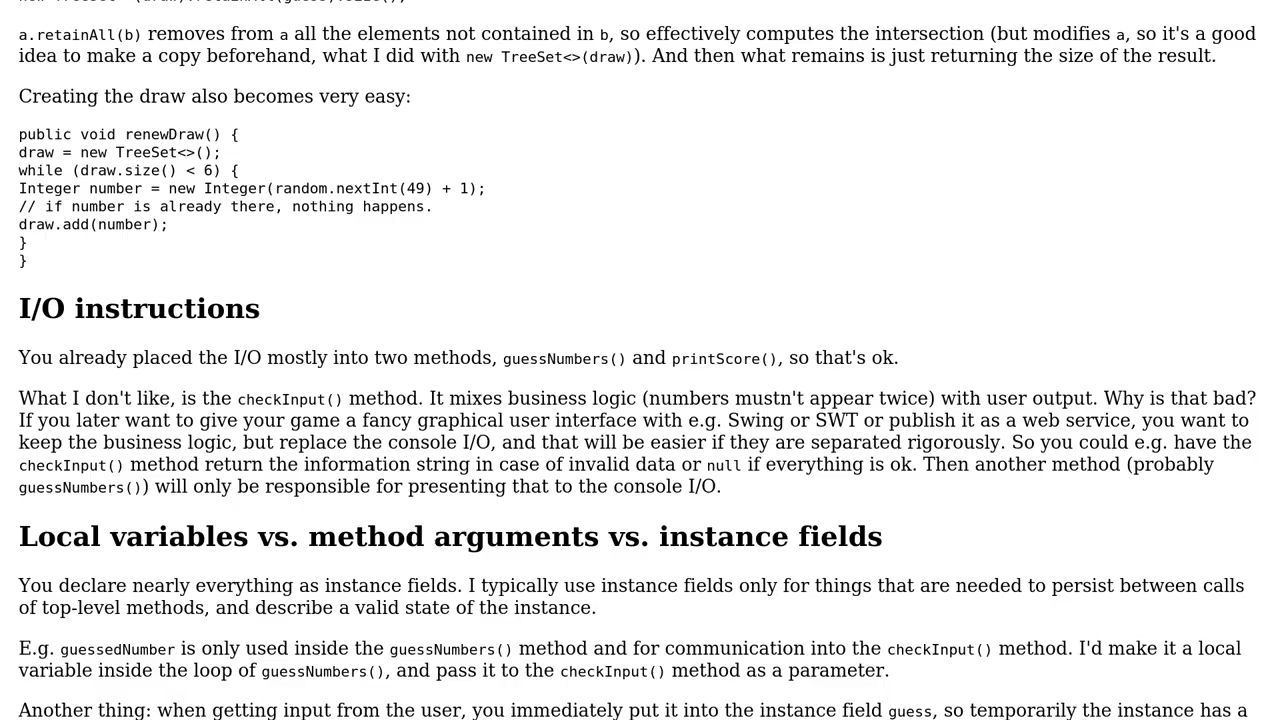 a.retainAll(b) removes from a all the elements not contained in b, so effectively computes the intersection (but modifies a, so it's a good
idea to make a copy beforehand, what I did with new TreeSet<>(draw)). And then what remains is just returning the size of the result.
Creating the draw also becomes very easy:
public void renewDraw() {
draw = new TreeSet<>();
while (draw.size() < 6) {
Integer number = new Integer(random.nextInt(49) + 1);
// if number is already there, nothing happens.
draw.add(number);
}
}
I/O instructions
You already placed the I/O mostly into two methods, guessNumbers() and printScore(), so that's ok.
What I don't like, is the checkInput() method. It mixes business logic (numbers mustn't appear twice) with user output. Why is that bad?
If you later want to give your game a fancy graphical user interface with e.g. Swing or SWT or publish it as a web service, you want to
keep the business logic, but replace the console I/O, and that will be easier if they are separated rigorously. So you could e.g. have the
checkInput() method return the information string in case of invalid data or null if everything is ok. Then another method (probably
guessNumbers()) will only be responsible for presenting that to the console I/O.
Local variables vs. method arguments vs. instance fields
You declare nearly everything as instance fields. I typically use instance fields only for things that are needed to persist between calls
of top-level methods, and describe a valid state of the instance.
E.g. guessedNumber is only used inside the guessNumbers() method and for communication into the checkInput() method. I'd make it a local
variable inside the loop of guessNumbers(), and pass it to the checkInput() method as a parameter.
Another thing: when getting input from the user, you immediately put it into the instance field guess, so temporarily the instance has a